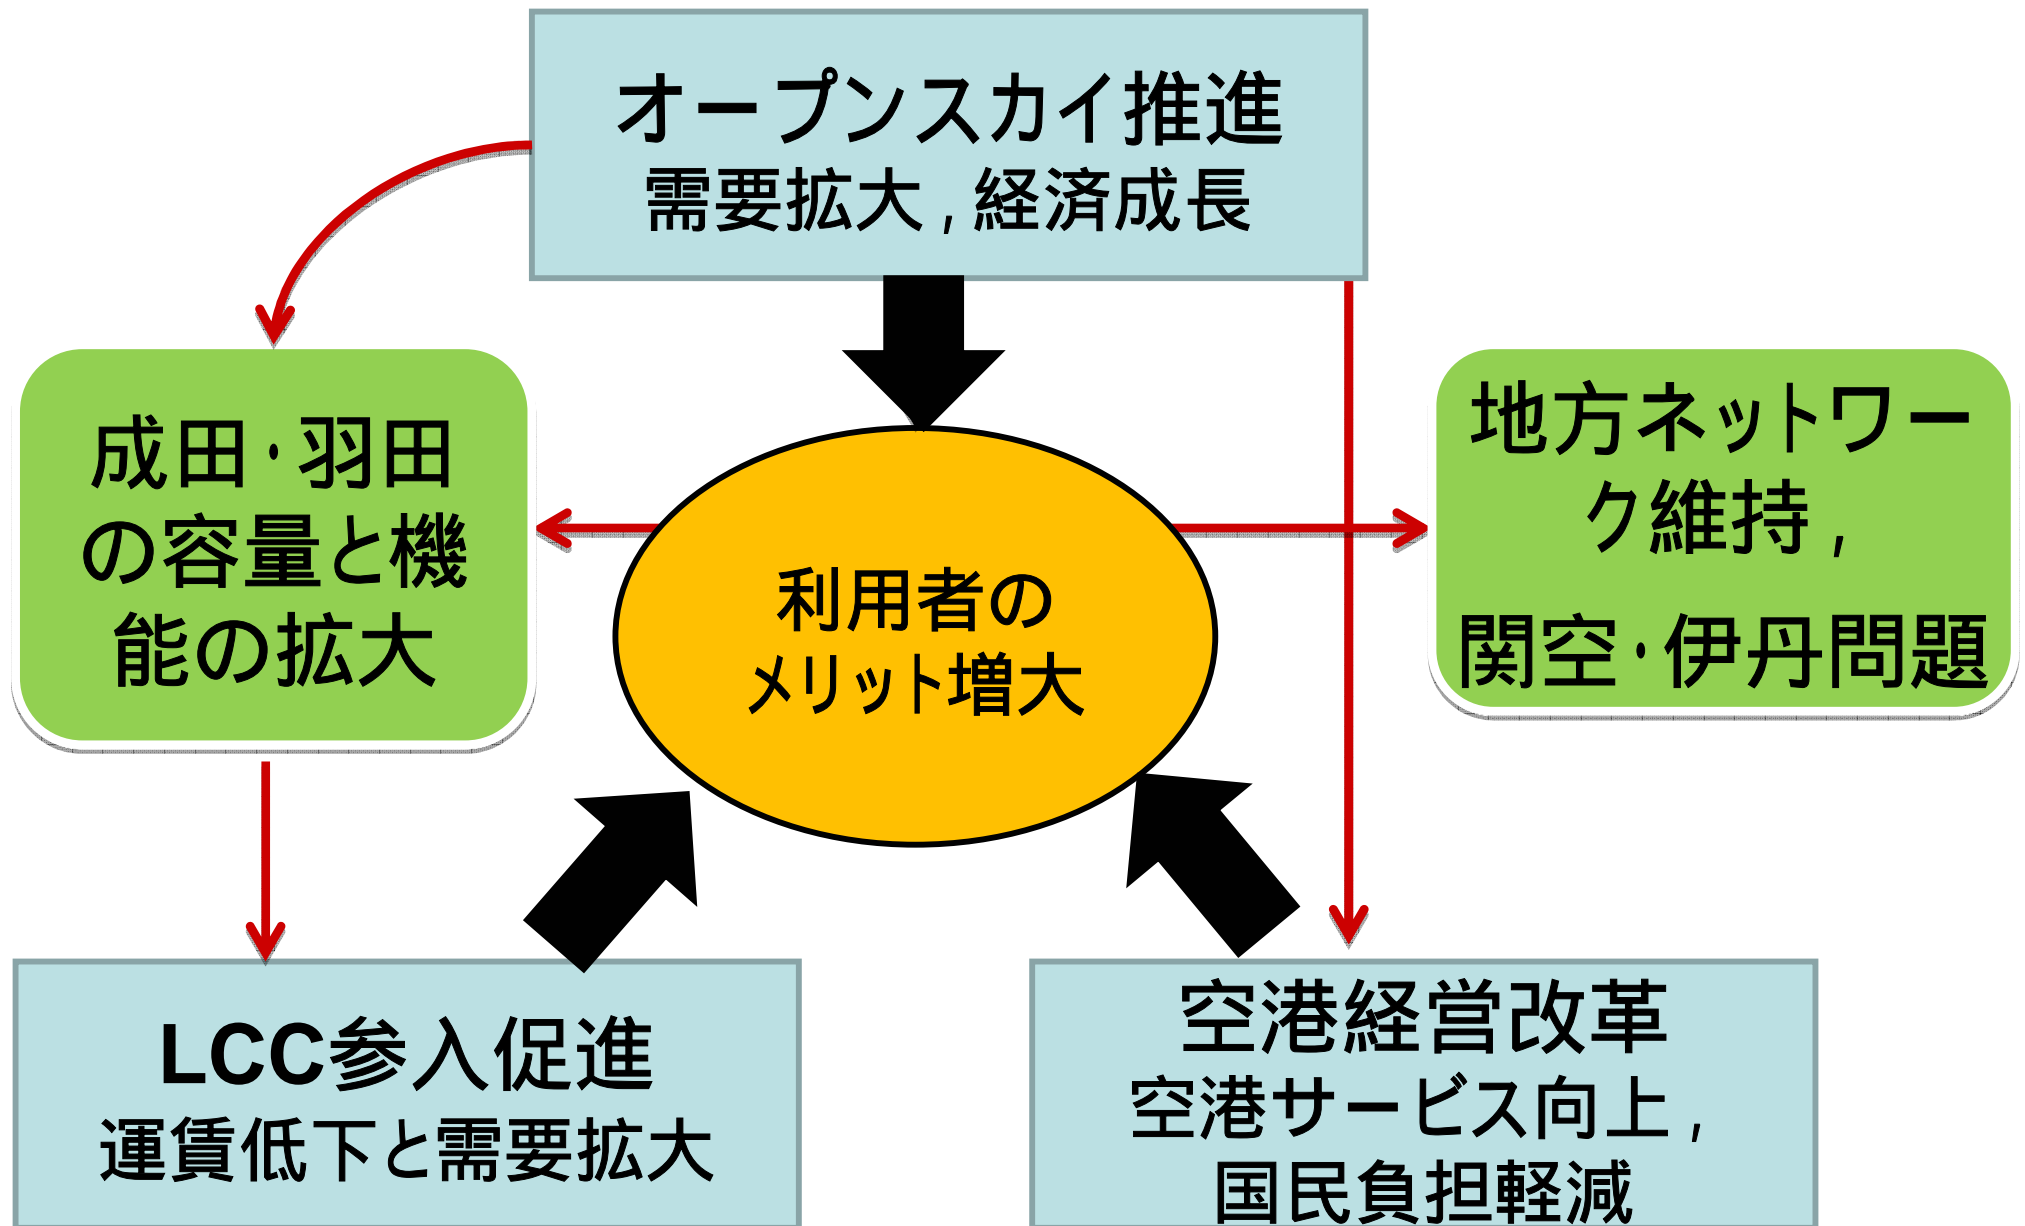 オープンスカイ推進
需要拡大，経済成長
成田・羽田
の容量と機
能の拡大
地方ネットワー
ク維持，
関空・伊丹問題
利用者の
メリット増大
LCC参入促進
運賃低下と需要拡大
空港経営改革
空港サービス向上，
国民負担軽減